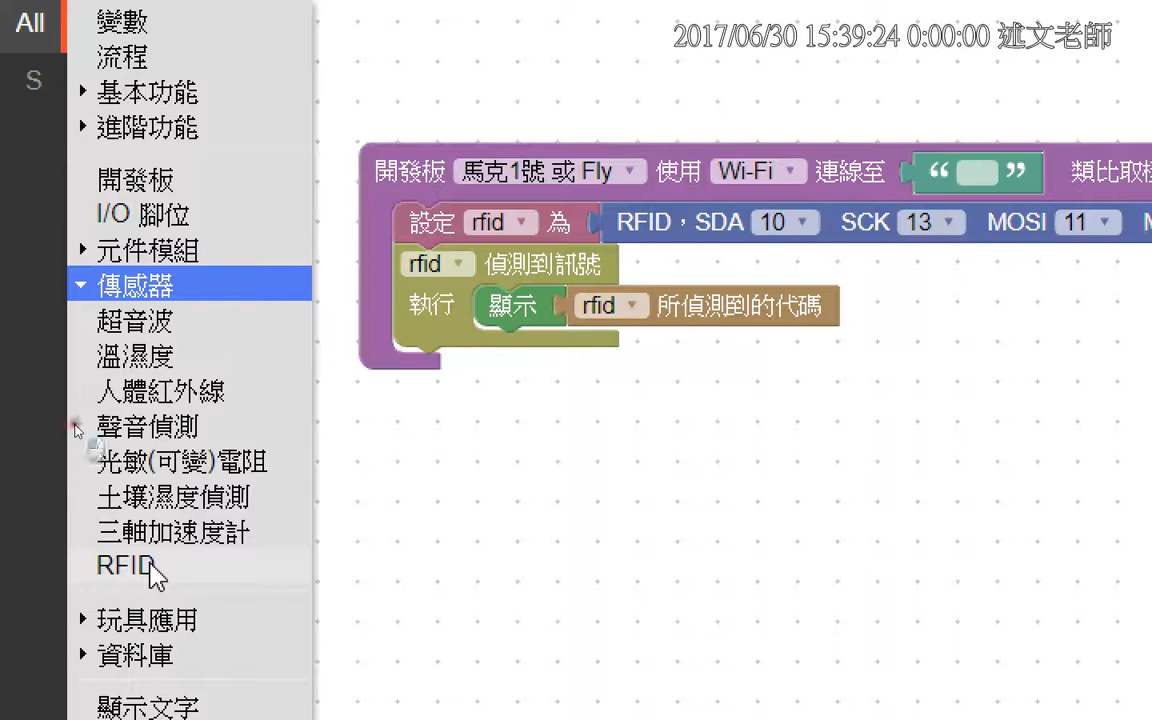 All
S
變數
流程
基本功能
進階功能
開發板
I/O 腳位
元件模組
傳感器
超音波
溫濕度
人體紅外線
聲音偵測
光敏(可變)電阻
土壤濕度偵測
三軸加速度計
RFID
玩具應用
資料庫
顯示文字
2017/06/30 15:39:24 0:00:00 述文老師
開發板 馬克1號 或 Fly 使用 Wi-Fi 連線至 “ ” 類比取樣
設定 rfid 為 RFID，SDA 10 SCK 13 MOSI 11
rfid 偵測到訊號
執行 顯示 rfid 所偵測到的代碼